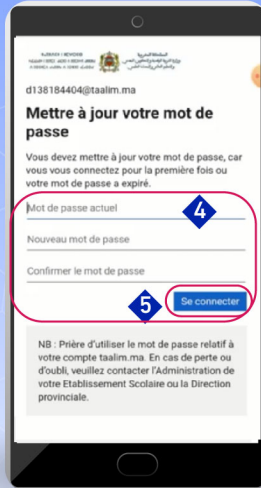 d138184404@taalim.ma
Mettre à jour votre mot de
passe
Vous devez mettre à jour votre mot de passe, car
vous vous connectez pour la première fois ou
votre mot de passe a expiré.
Mot de passe actuel
4
Nouveau mot de passe
Confirmer le mot de passe
5
Se connecter
NB : Prière d'utiliser le mot de passe relatif à
votre compte taalim.ma. En cas de perte ou
d'oubli, veuillez contacter l'Administration de
votre Etablissement Scolaire ou la Direction
provinciale.